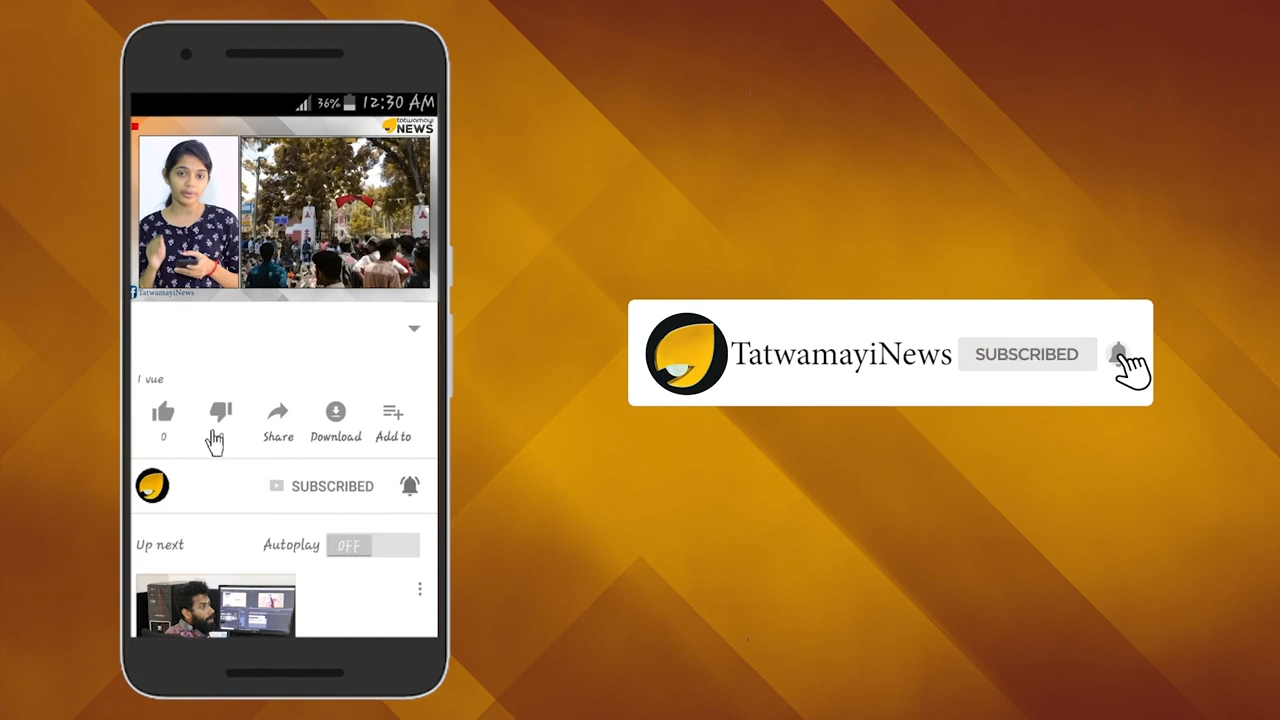 36% 12:30 AM
tatwamayi
NEWS
TatwamayiNews
1 vue
0
Share
Download
Add to
SUBSCRIBED
Up next
Autoplay
OFF
TatwamayiNews
SUBSCRIBED